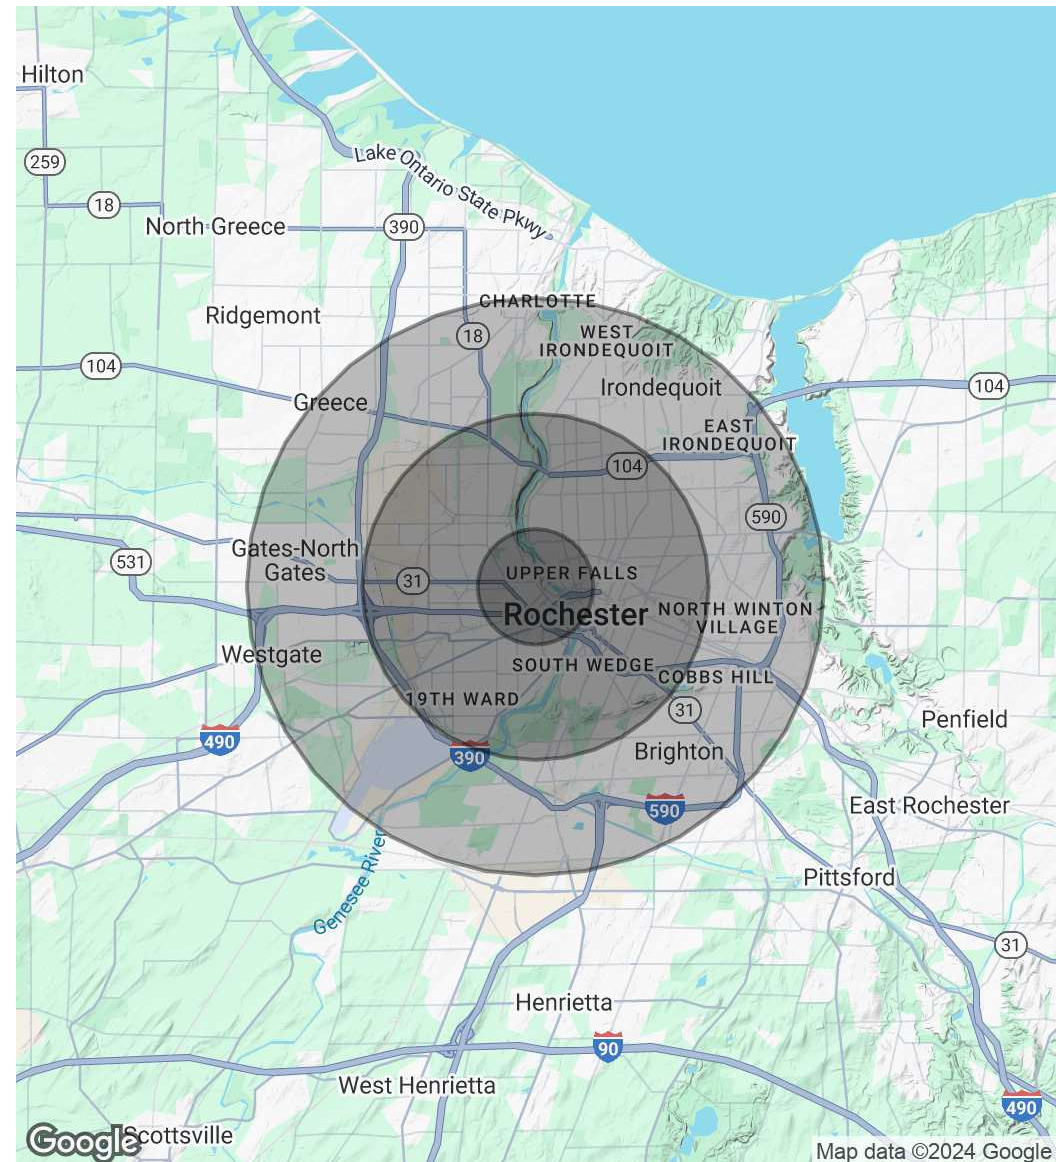 Hilton
259
18
Lake Ontario State Pkwy
North Greece
390
CHARLOTTE
Ridgemont
18
WEST
IRONDEQUOIT
104
Irondequoit
104
Greece
EAST
IRONDEQUOIT
104
590
Gates-North
Gates
531
31
UPPER FALLS
Rochester
NORTH WINTON
VILLAGE
Westgate
SOUTH WEDGE
COBBS HILL
19TH WARD
31
Penfield
490
390
Brighton
590
East Rochester
Genesee River
Pittsford
31
Henrietta
90
West Henrietta
490
Google
Scottsville
Map data ©2024 Google